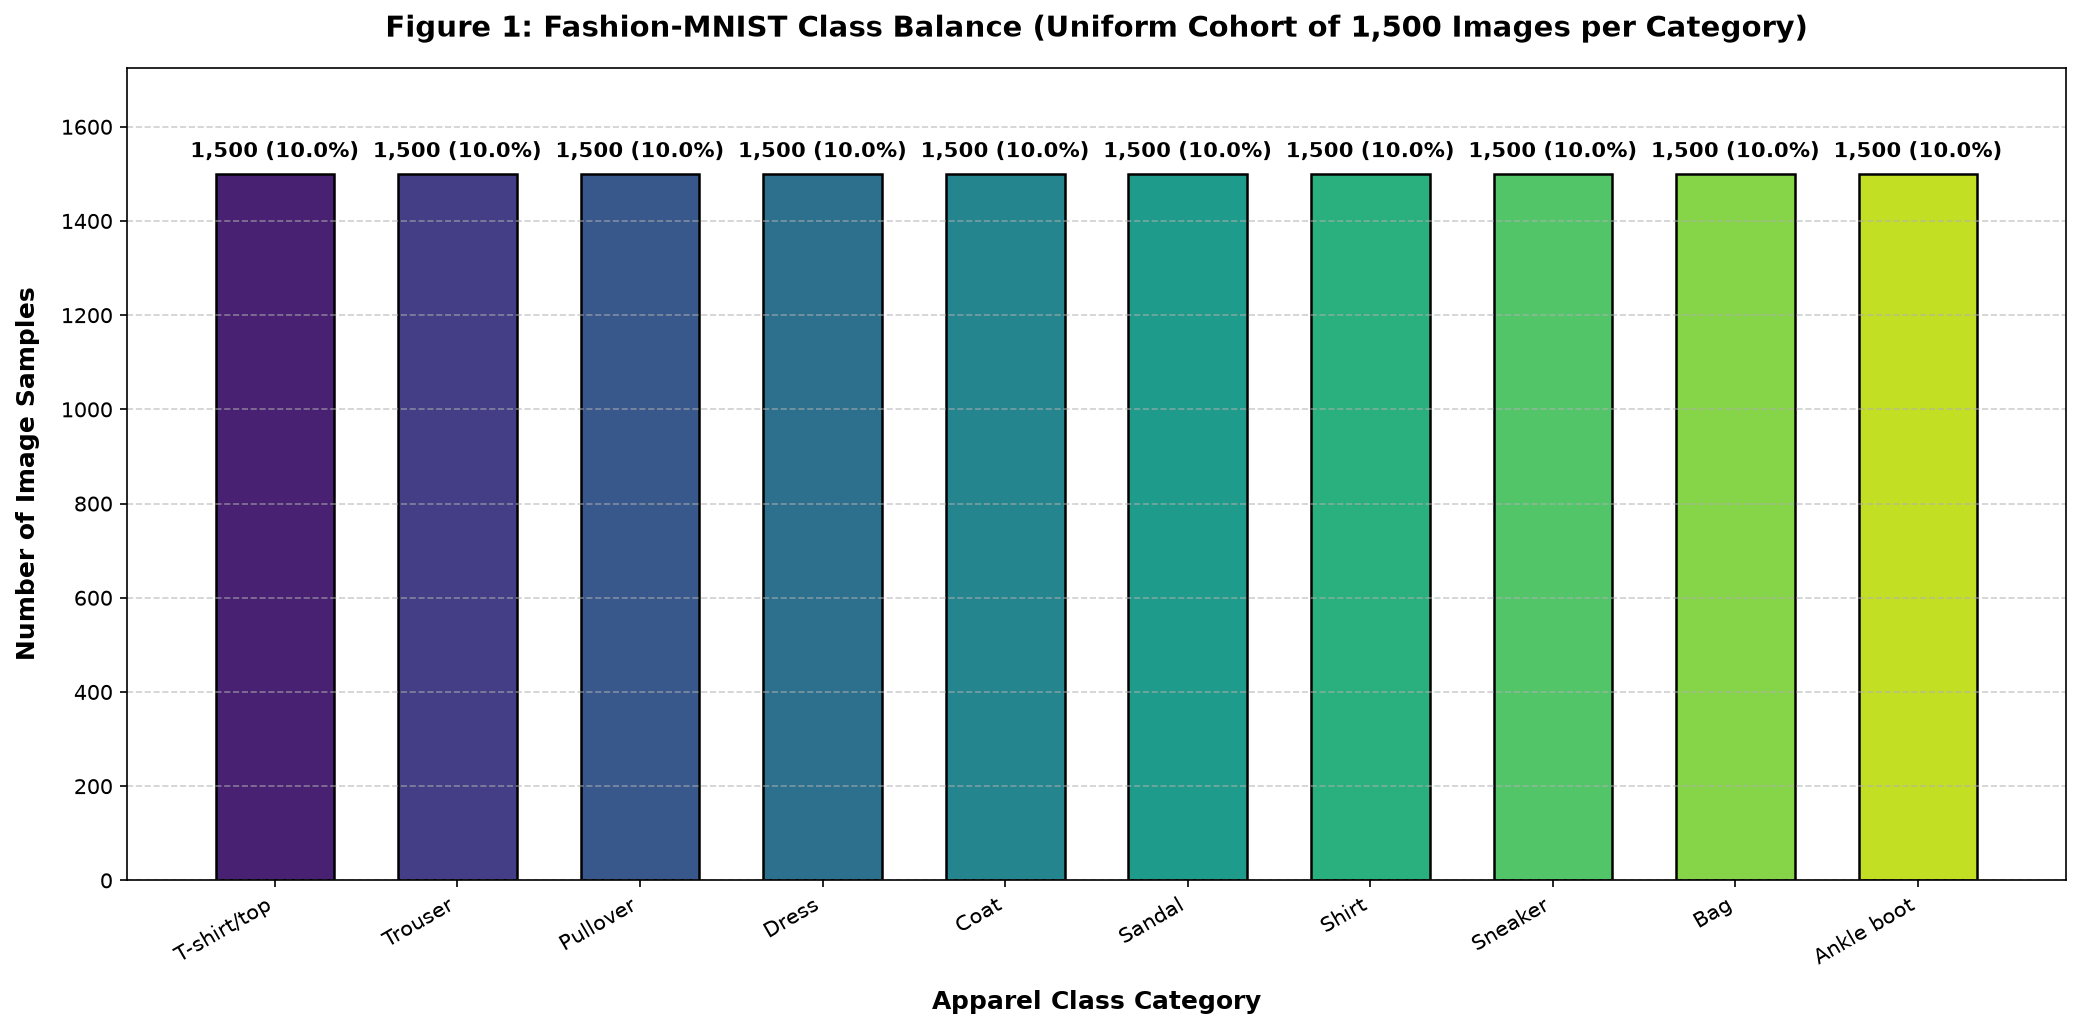 Figure 1: Fashion-MNIST Class Balance (Uniform Cohort of 1,500 Images per Category)
Number of Image Samples
1600
1400
1200
1000
800
600
400
200
0
1,500 (10.0%) 1,500 (10.0%) 1,500 (10.0%) 1,500 (10.0%) 1,500 (10.0%) 1,500 (10.0%) 1,500 (10.0%) 1,500 (10.0%) 1,500 (10.0%) 1,500 (10.0%)
T-shirt/top Trouser Pullover Dress Coat Sandal Shirt Sneaker Bag Ankle boot
Apparel Class Category